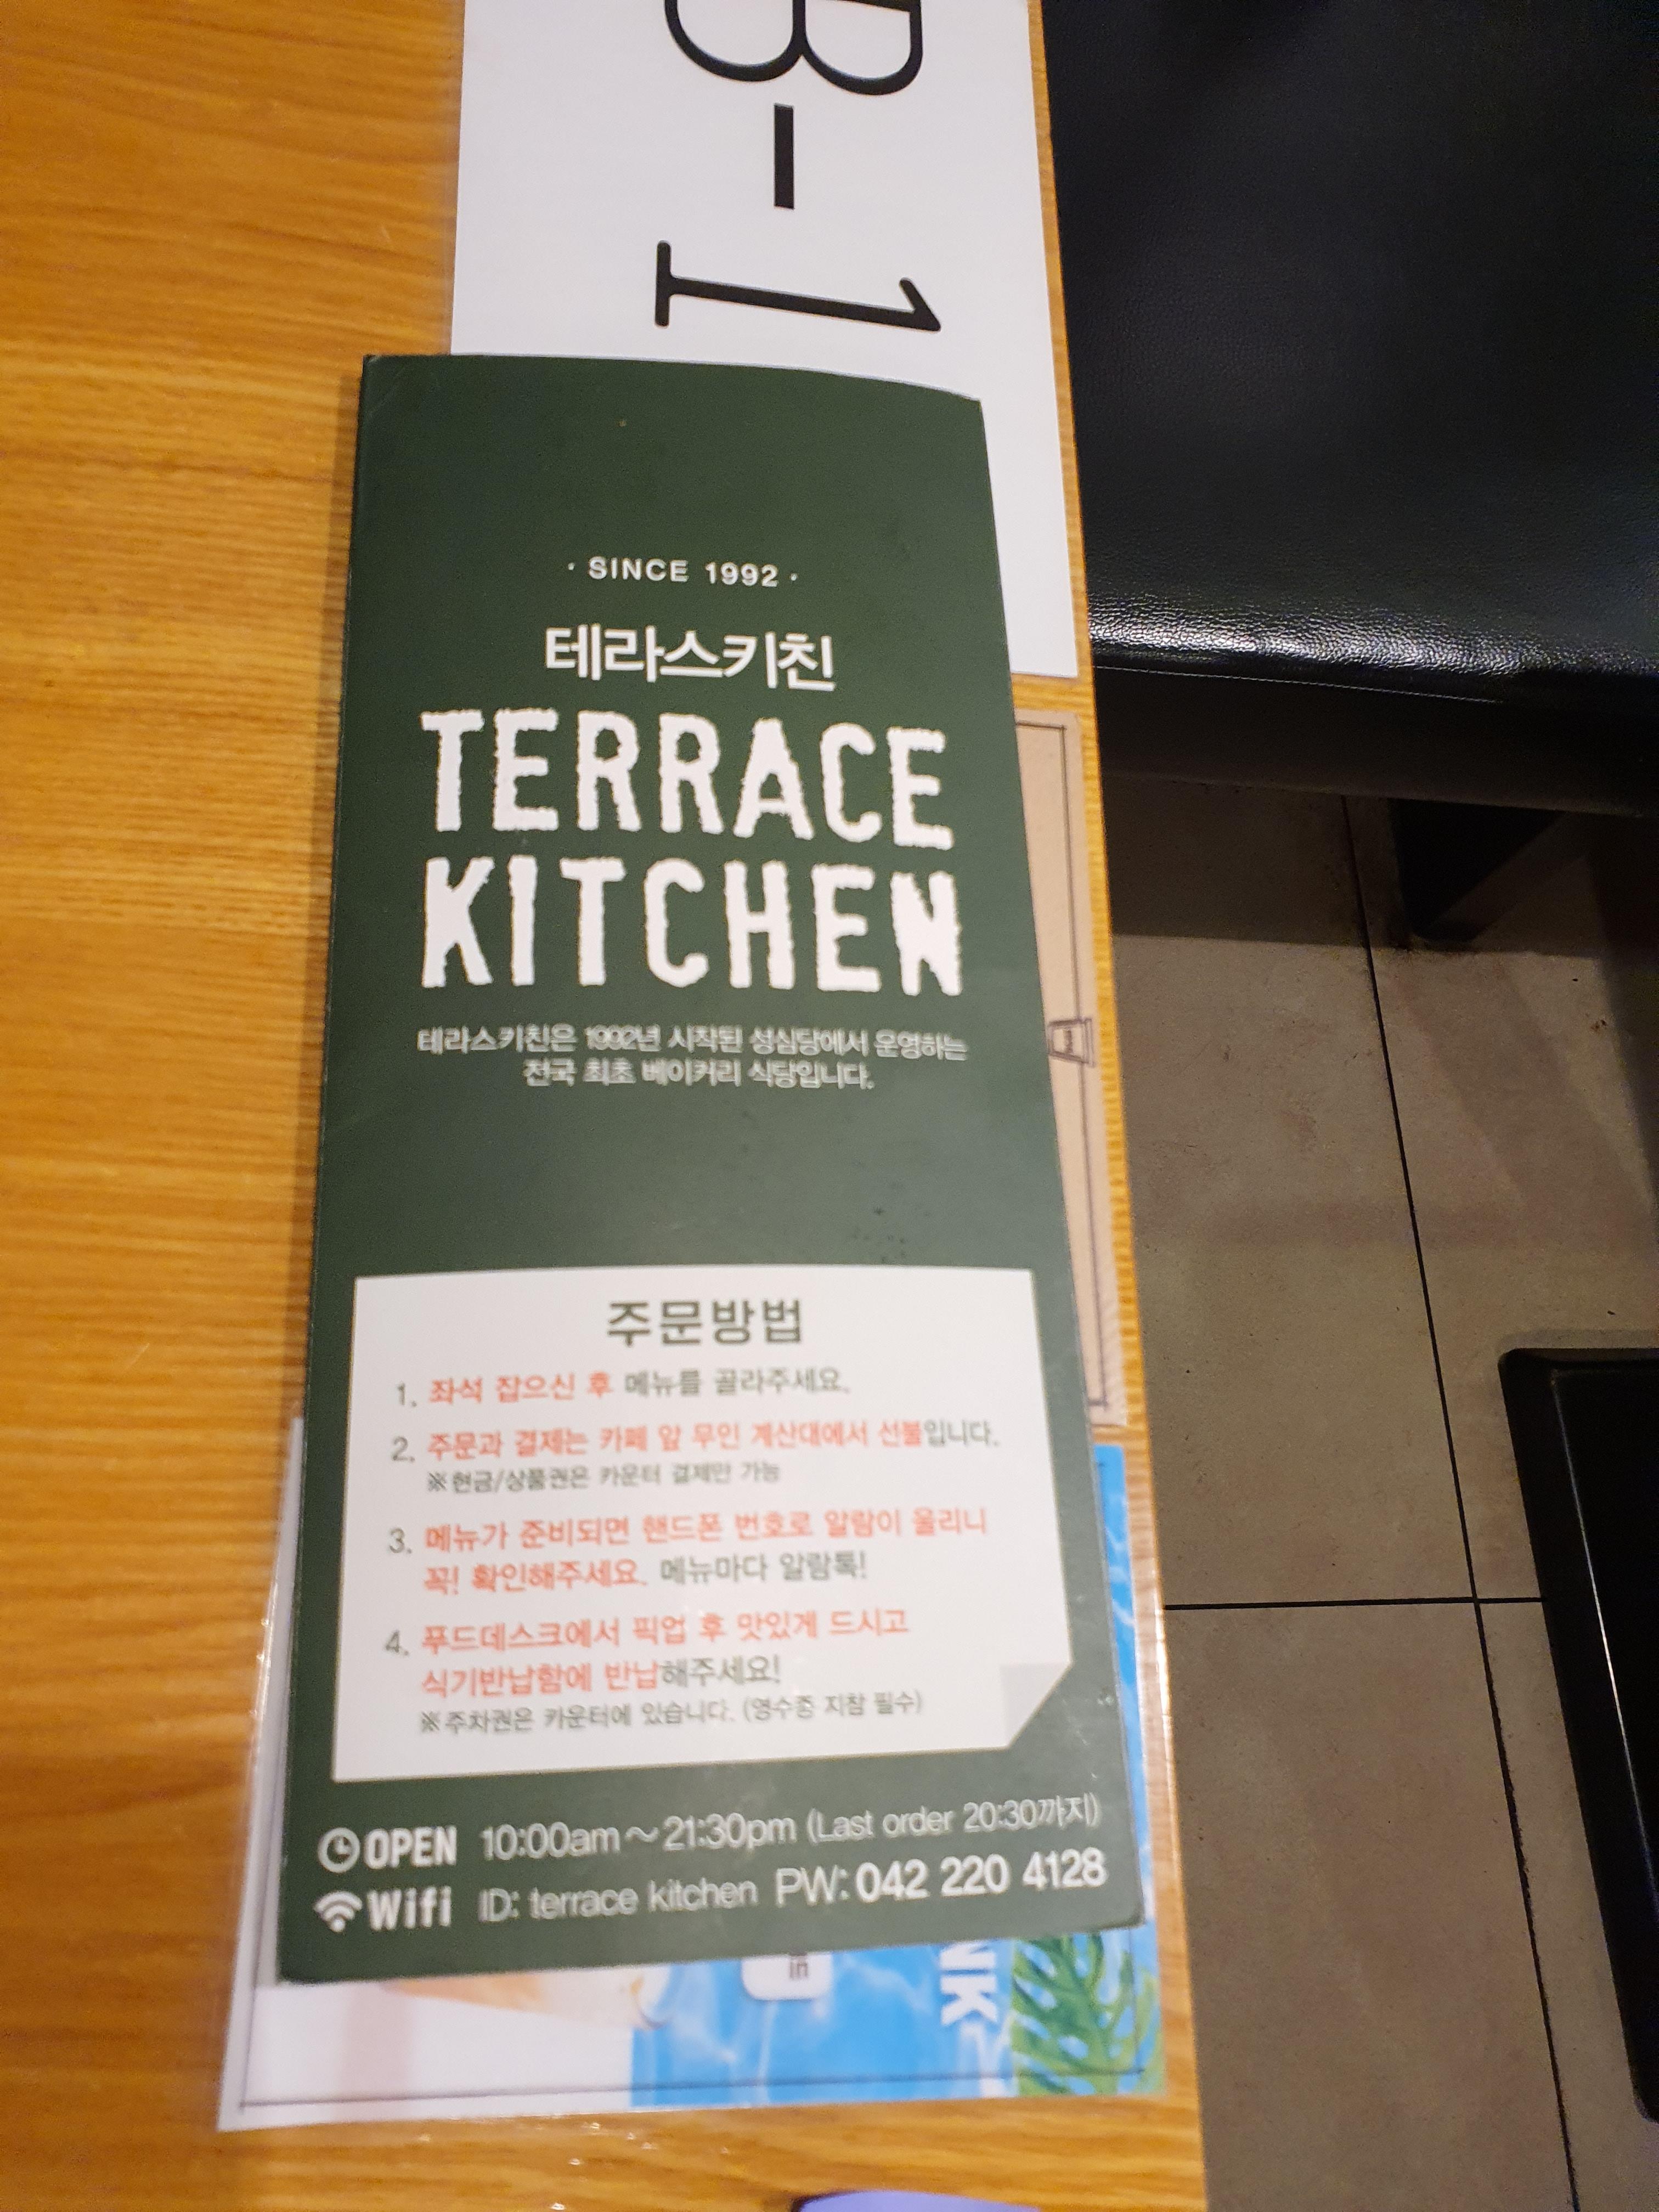 B-1
· SINCE 1992 ·
테라스키친
TERRACE
KITCHEN
테라스키친은 1992년 시작된 성심당에서 운영하는
전국 최초 베이커리 식당입니다.
주문방법
1. 좌석 잡으신 후 메뉴를 골라주세요.
2. 주문과 결제는 카페 앞 무인 계산대에서 선불입니다.
※현금/상품권은 카운터 결제만 가능
3. 메뉴가 준비되면 핸드폰 번호로 알람이 울리니
꼭! 확인해주세요. 메뉴마다 알람톡!
4. 푸드데스크에서 픽업 후 맛있게 드시고
식기반납함에 반납해주세요!
※주차권은 카운터에 있습니다. (영수증 지참 필수)
OPEN 10:00am~21:30pm (Last order 20:30까지)
Wifi ID: terrace kitchen PW: 042 220 4128